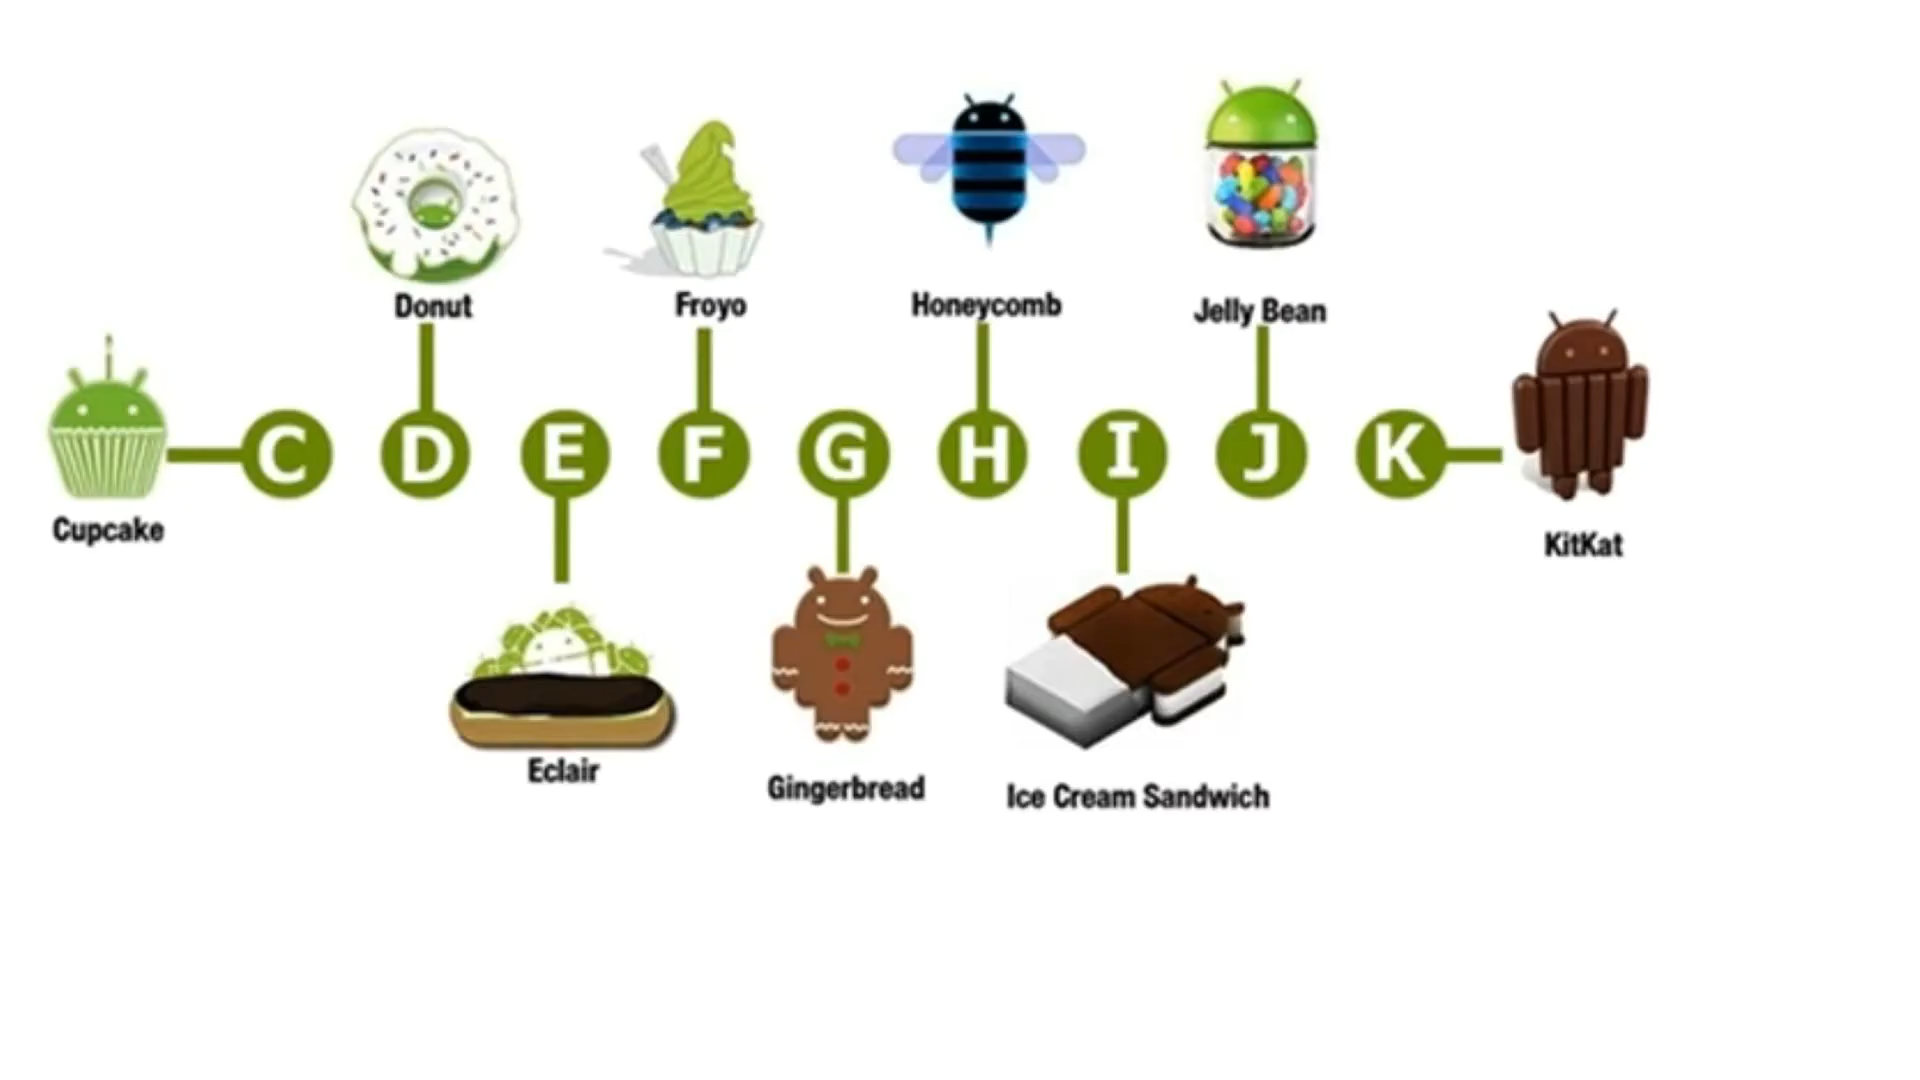 Donut
Froyo
Honeycomb
Jelly Bean
Cupcake
C D E F G H I J K
KitKat
Eclair
Gingerbread
Ice Cream Sandwich